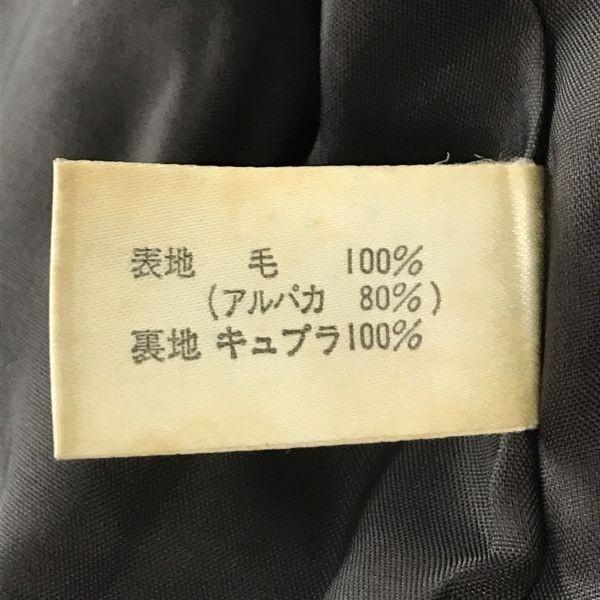 表地 毛 100%
(アルパカ 80%)
裏地 キュプラ100%